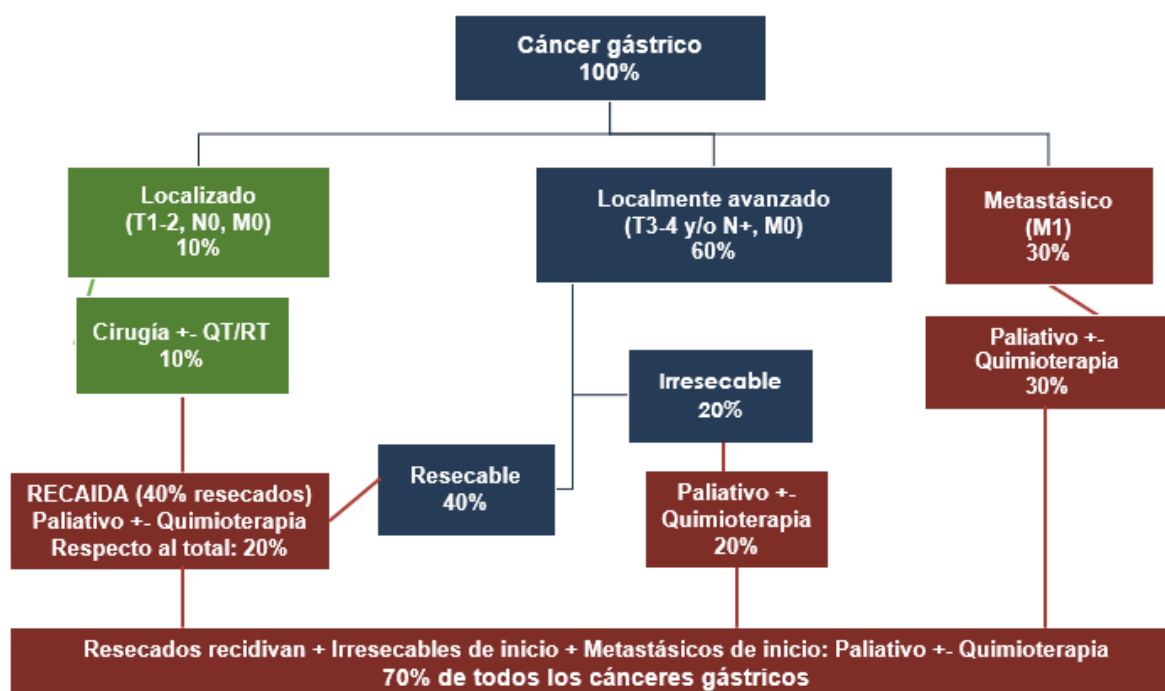 Cáncer gástrico
100%
Localizado
(T1-2, N0, M0)
10%
Localmente avanzado
(T3-4 y/o N+, M0)
60%
Metastásico
(M1)
30%
Cirugía +- QT/RT
10%
Paliativo +-
Quimioterapia
30%
Irresecable
20%
Resecable
40%
RECAIDA (40% resecados)
Paliativo +- Quimioterapia
Respecto al total: 20%
Paliativo +-
Quimioterapia
20%
Resecados recidivan + Irresecables de inicio + Metastásicos de inicio: Paliativo +- Quimioterapia
70% de todos los cánceres gástricos